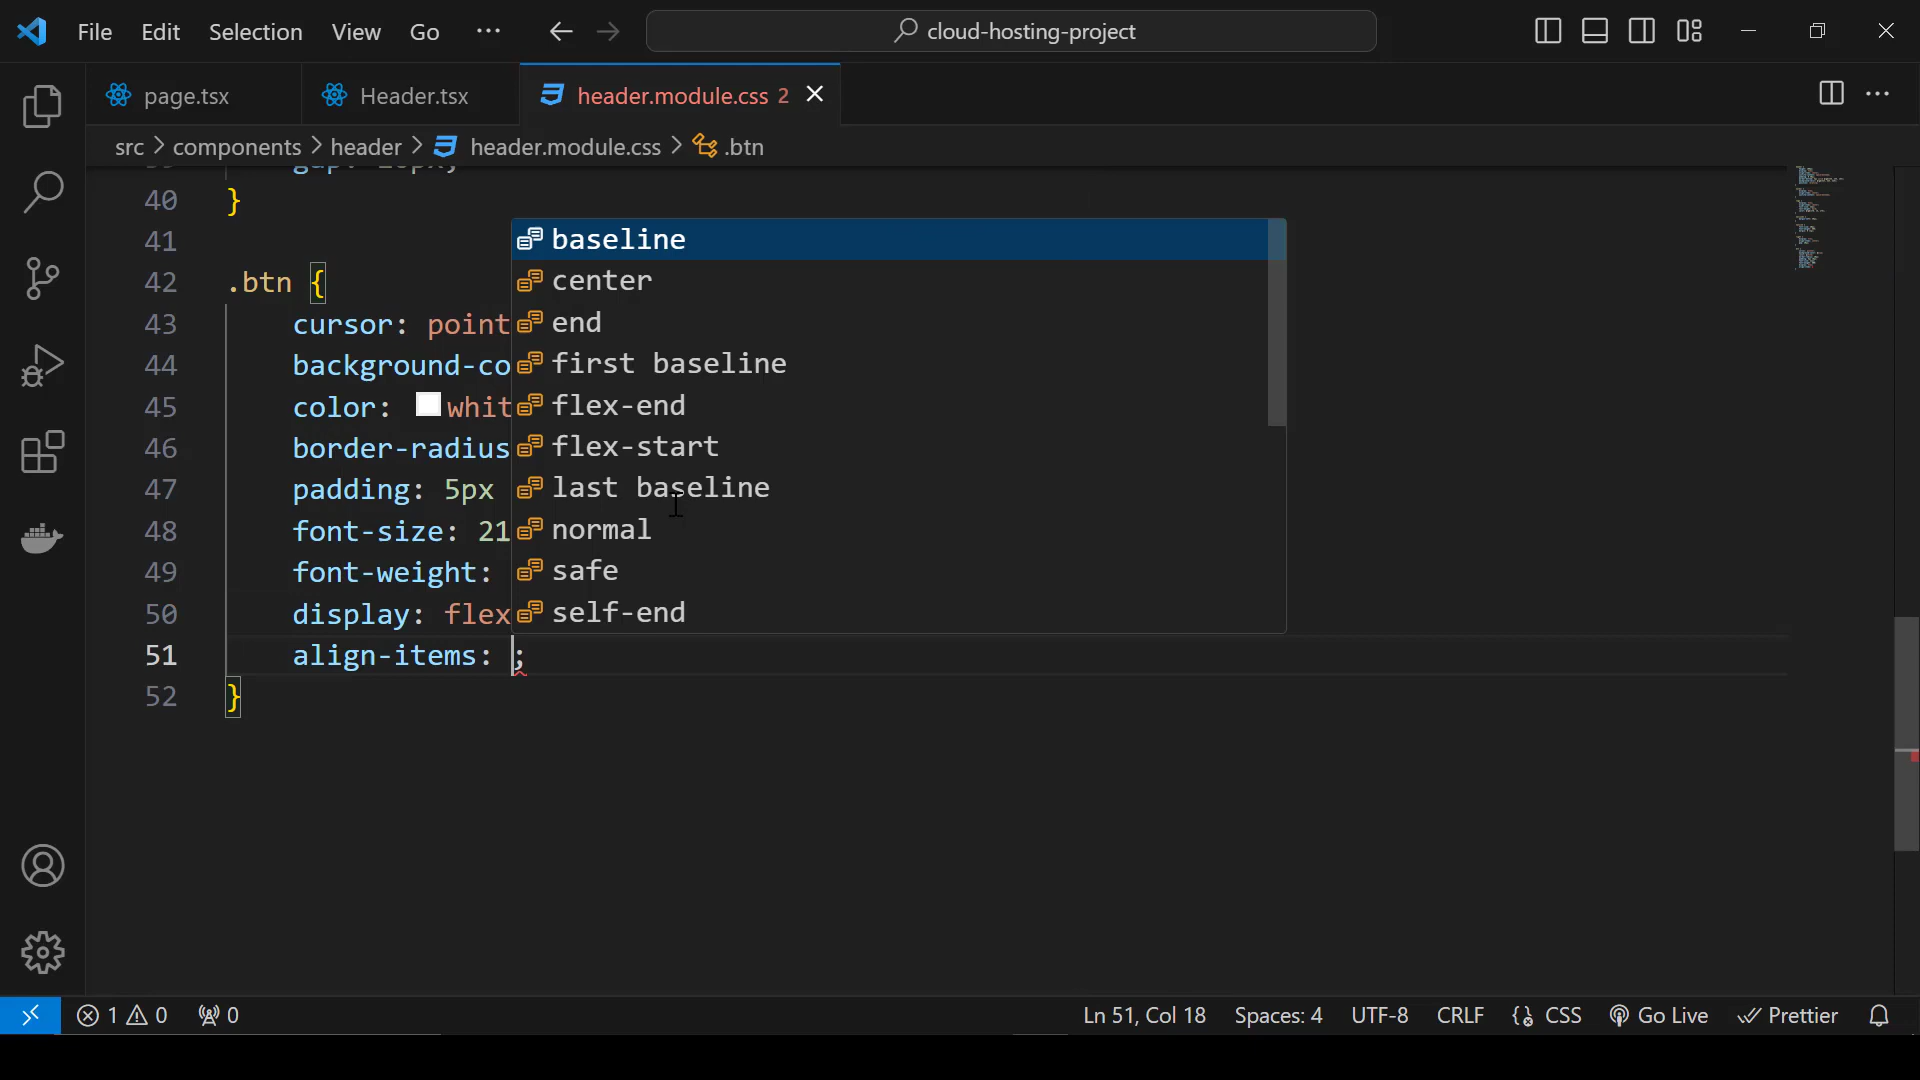 File Edit Selection View Go ··· cloud-hosting-project
page.tsx Header.tsx header.module.css 2
src > components > header > header.module.css > .btn
40 }
41
42 .btn {
43 cursor: point
44 background-co
45 color: whit
46 border-radius
47 padding: 5px
48 font-size: 21
49 font-weight:
50 display: flex
51 align-items: ;
52 }
baseline
center
end
first baseline
flex-end
flex-start
last baseline
normal
safe
self-end
1 0 0 Ln 51, Col 18 Spaces: 4 UTF-8 CRLF CSS Go Live Prettier